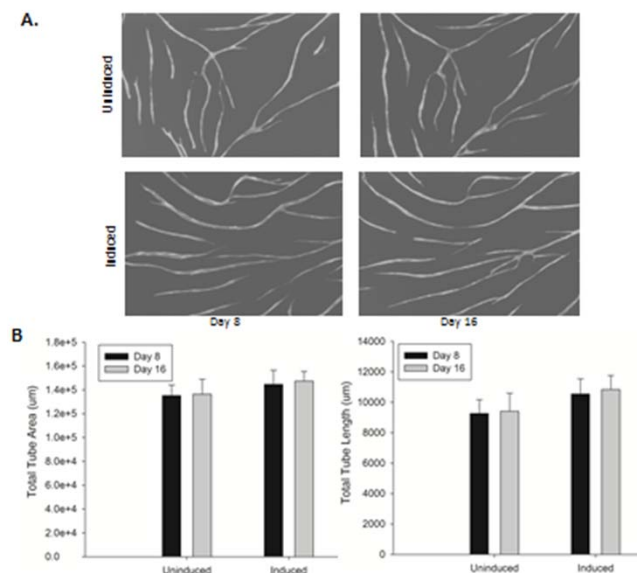 A.
Uninduced
Induced
Day 8
Day 16
B
Total Tube Area (um)
1.8e+5
1.6e+5
1.4e+5
1.2e+5
1.0e+5
8.0e+4
6.0e+4
4.0e+4
2.0e+4
0.0
Day 8
Day 16
Uninduced
Induced
Total Tube Length (um)
14000
12000
10000
8000
6000
4000
2000
0
Day 8
Day 16
Uninduced
Induced